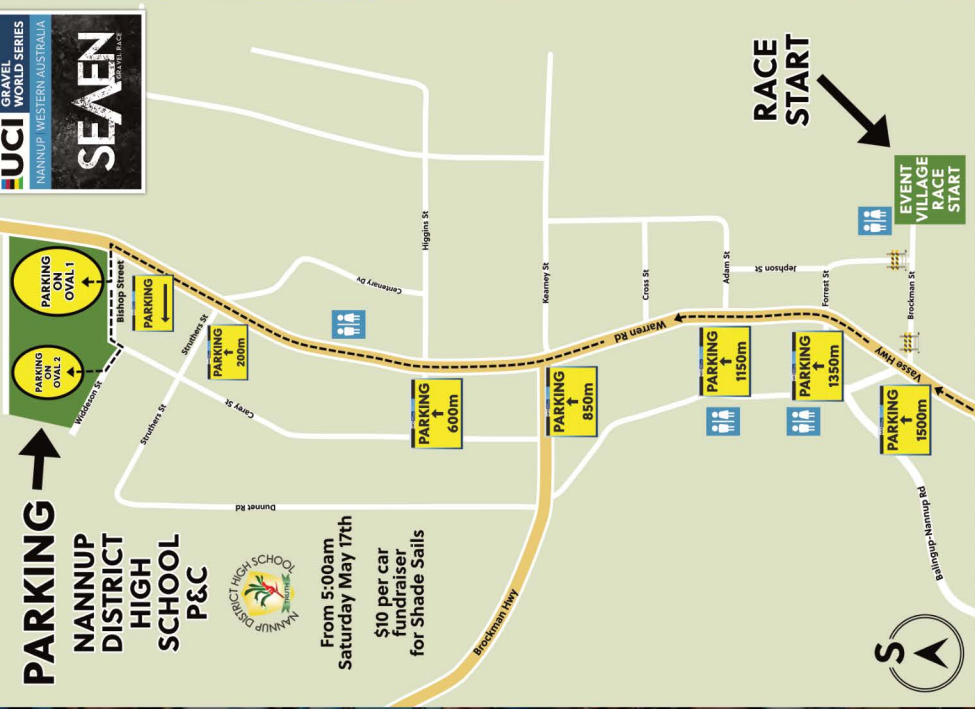 PARKING
NANNUP
DISTRICT
HIGH
SCHOOL
P&C
NANNUP DISTRICT HIGH SCHOOL
TRUTH
From 5:00am
Saturday May 17th
$10 per car
fundraiser
for Shade Sails
UCI
GRAVEL
WORLD SERIES
NANNUP WESTERN AUSTRALIA
SEVEN
GRAVEL RACE
PARKING
ON
OVAL 2
PARKING
ON
OVAL 1
Widdeson St
Bishop Street
PARKING
Struthers St
Struthers St
PARKING
200m
Carey St
Dunnet Rd
Centenary Dv
Higgins St
PARKING
600m
Brockman Hwy
Kearney St
PARKING
850m
Warren Rd
Cross St
Adam St
PARKING
1150m
Jephson St
PARKING
1350m
Forrest St
Vasse Hwy
Brockman St
PARKING
1500m
Balingup-Nannup Rd
RACE
START
EVENT
VILLAGE
RACE
START
S